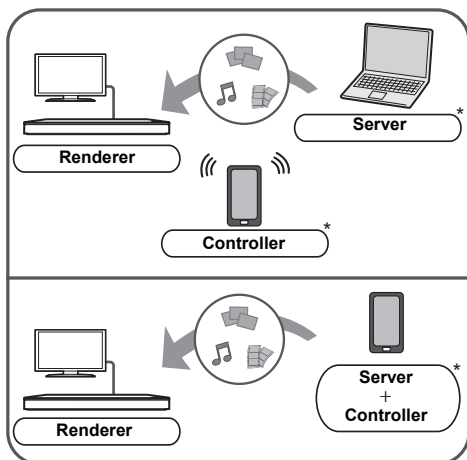 Server
*
Renderer
Controller
*
Server
+
Controller
*
Renderer